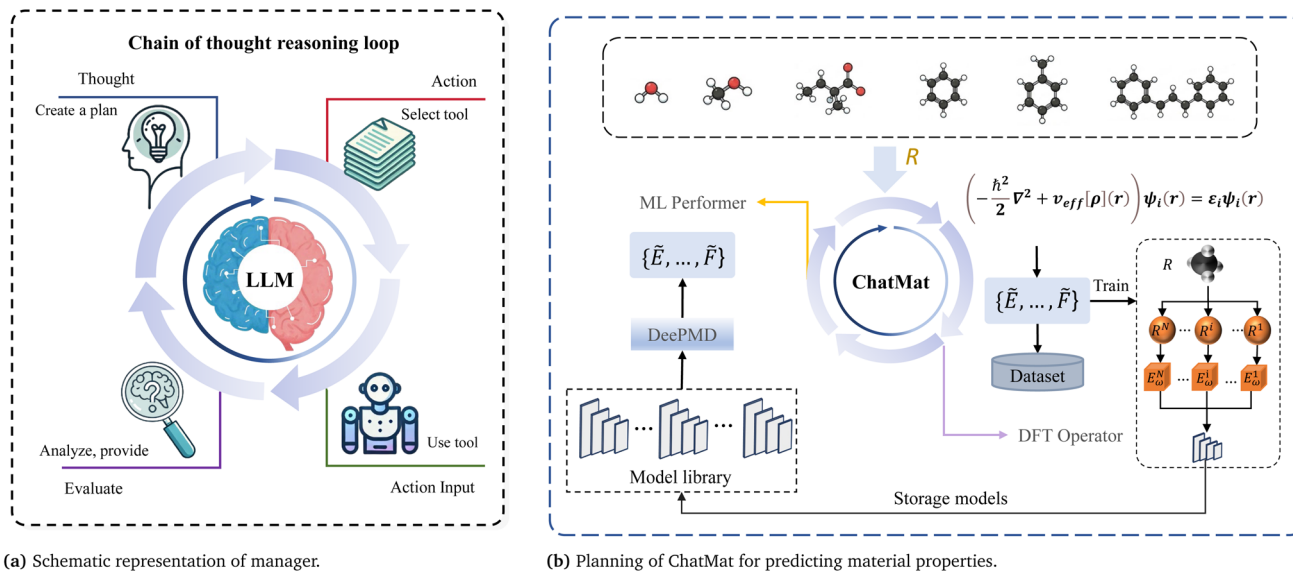 Chain of thought reasoning loop
Thought
Action
Create a plan
Select tool
LLM
Analyze, provide
Use tool
Evaluate
Action Input
(a) Schematic representation of manager.
R
ML Performer
(-ħ²/2 ∇² + v_eff[ρ](r)) ψ_i(r) = ε_iψ_i(r)
{Ẽ, … , F̃}
ChatMat
{Ẽ, … , F̃}
Train
R
R^N ··· R^i ··· R^1
DeePMD
Dataset
E_ω^N ··· E_ω^i ··· E_ω^1
··· ···
DFT Operator
Model library
Storage models
(b) Planning of ChatMat for predicting material properties.